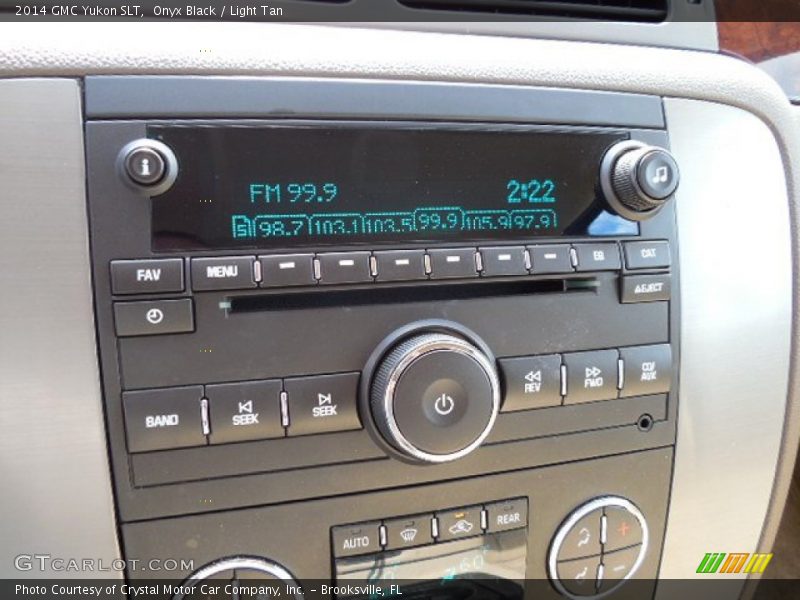 2014 GMC Yukon SLT,  Onyx Black / Light Tan
i
FM 99.9 2:22
98.7 103.1 103.5 99.9 105.9 97.9
FAV MENU EQ CAT
EJECT
BAND SEEK SEEK REV FWD CD/AUX
AUTO REAR
GTCARLOT.COM
Photo Courtesy of Crystal Motor Car Company, Inc. – Brooksville, FL